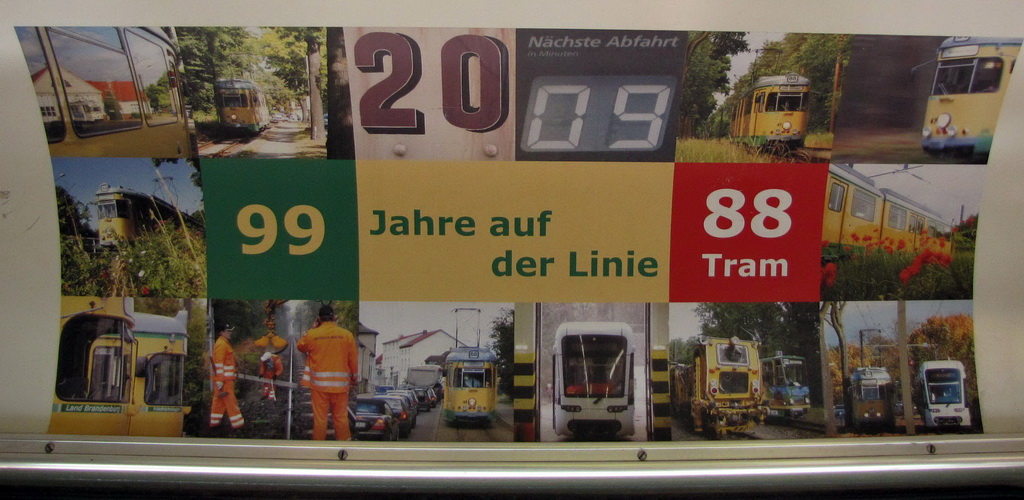 20
Nächste Abfahrt
in Minuten
09
99
Jahre auf
der Linie
88
Tram
Land Brandenburg